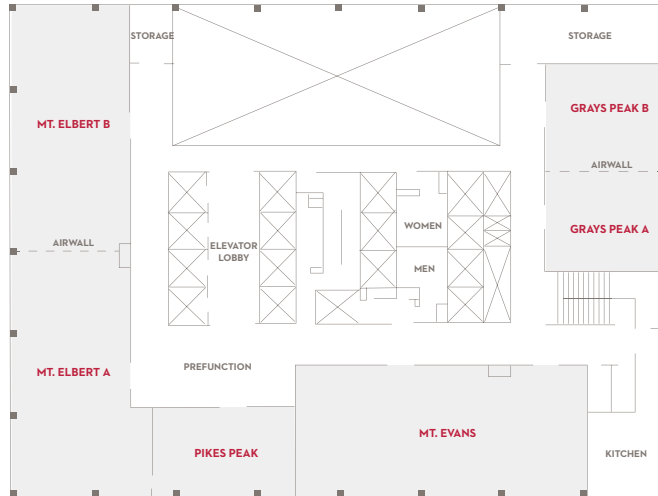 STORAGE
STORAGE
MT. ELBERT B
GRAYS PEAK B
AIRWALL
WOMEN
GRAYS PEAK A
AIRWALL
ELEVATOR
LOBBY
MEN
PREFUNCTION
MT. ELBERT A
MT. EVANS
PIKES PEAK
KITCHEN